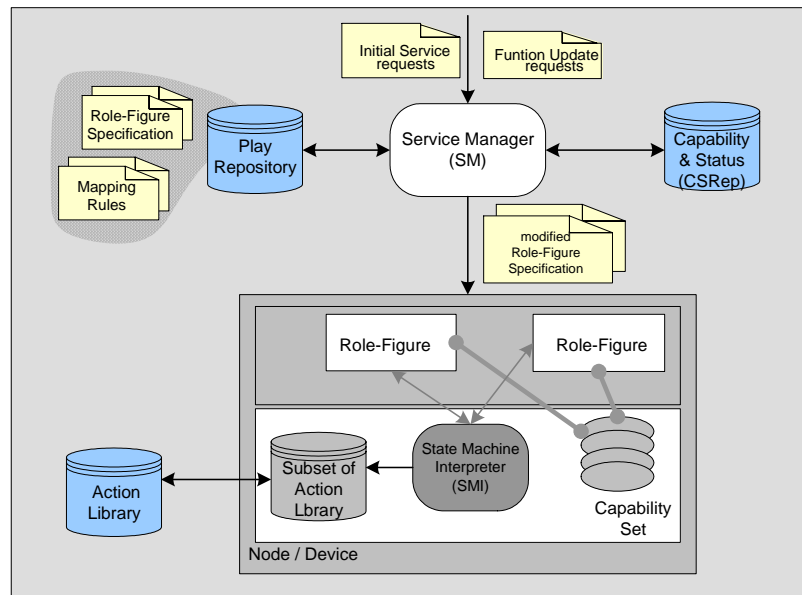 Initial Service
requests
Funtion Update
requests
Role-Figure
Specification
Mapping
Rules
Play
Repository
Service Manager
(SM)
Capability
& Status
(CSRep)
modified
Role-Figure
Specification
Role-Figure
Role-Figure
Action
Library
Subset of
Action
Lbrary
State Machine
Interpreter
(SMI)
Capability
Set
Node / Device